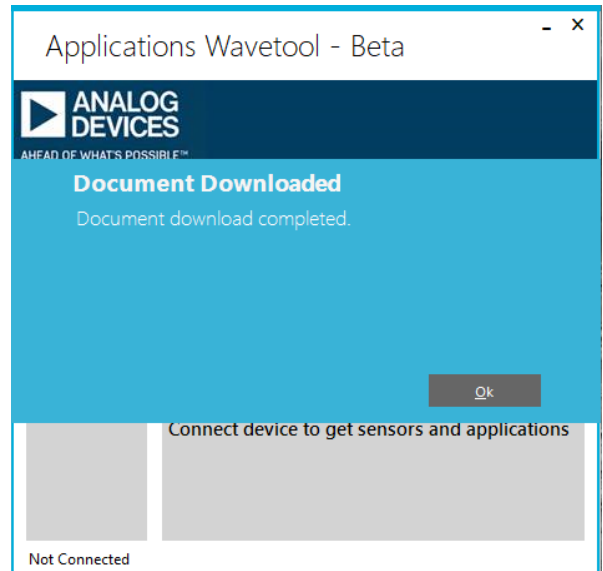 Applications Wavetool - Beta
ANALOG
DEVICES
AHEAD OF WHAT'S POSSIBLE™
Document Downloaded
Document download completed.
Ok
Connect device to get sensors and applications
Not Connected